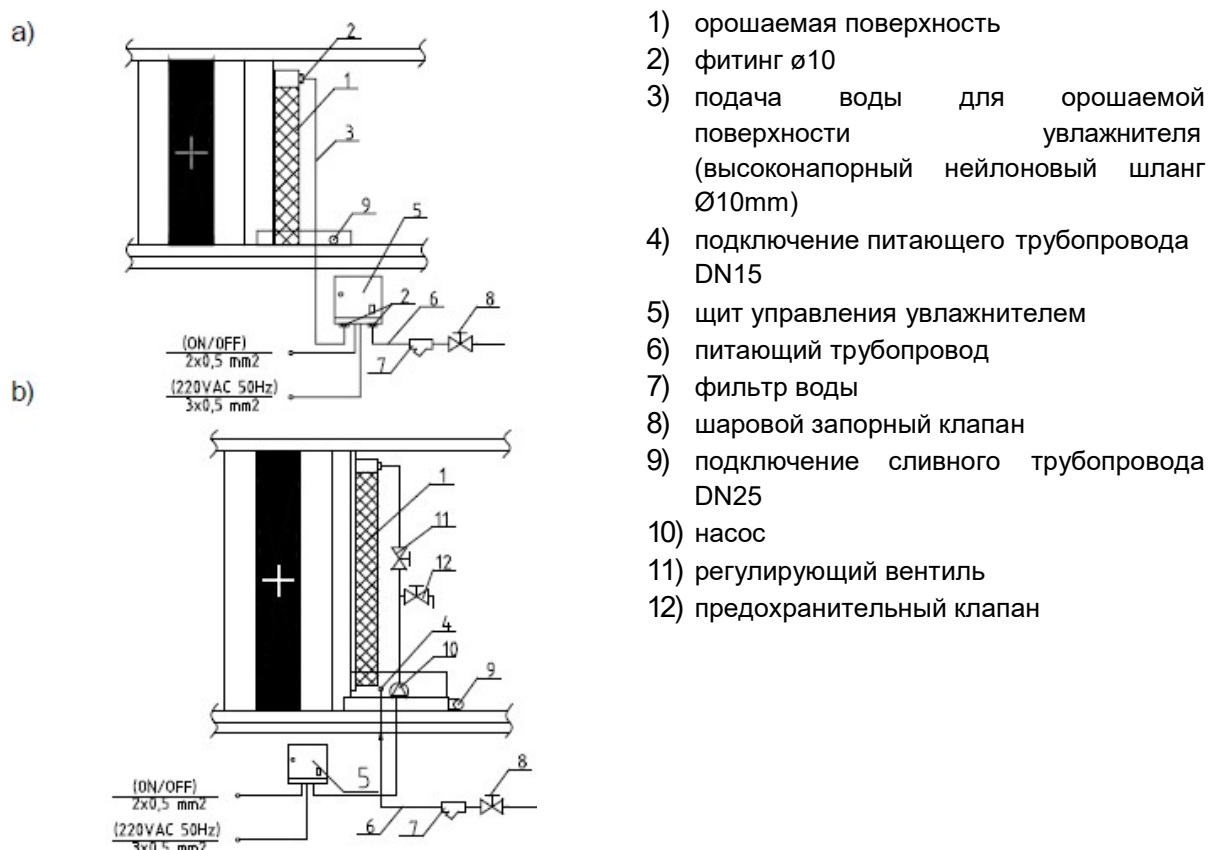 a)
2
1
3
9
5
2
6
8
7
(ON/OFF)
2x0,5 mm2
(220VAC 50Hz)
3x0,5 mm2
b)
1
11
12
4
10
9
5
8
6
7
(ON/OFF)
2x0,5 mm2
(220VAC 50Hz)
3x0,5 mm2
1) орошаемая поверхность
2) фитинг ø10
3) подача воды для орошаемой
поверхности увлажнителя
(высоконапорный нейлоновый шланг
Ø10mm)
4) подключение питающего трубопровода
DN15
5) щит управления увлажнителем
6) питающий трубопровод
7) фильтр воды
8) шаровой запорный клапан
9) подключение сливного трубопровода
DN25
10) насос
11) регулирующий вентиль
12) предохранительный клапан